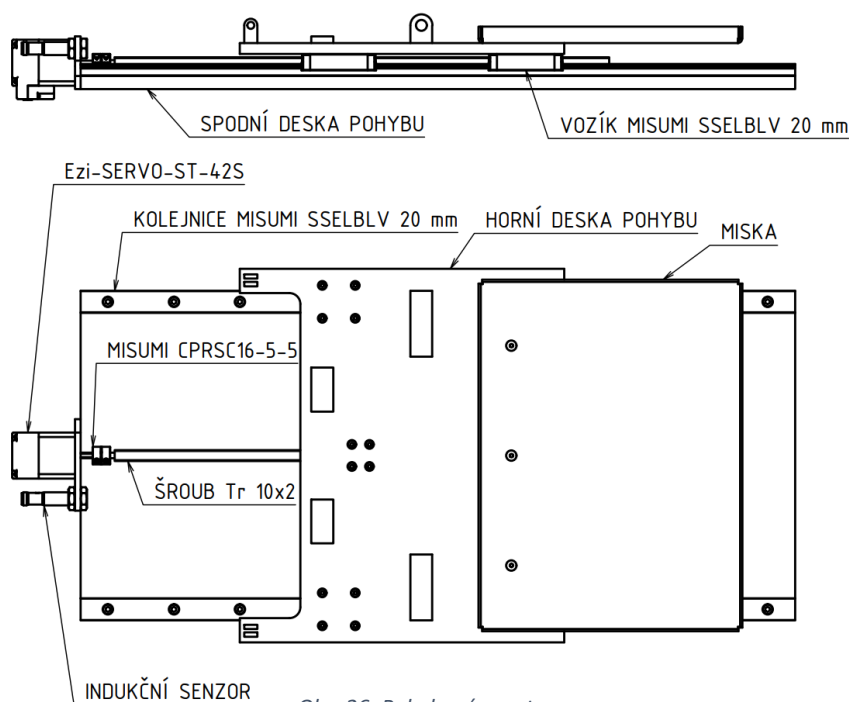 SPODNÍ DESKA POHYBU
VOZÍK MISUMI SSELBLV 20 mm
Ezi-SERVO-ST-42S
KOLEJNICE MISUMI SSELBLV 20 mm
HORNÍ DESKA POHYBU
MISKA
MISUMI CPRSC16-5-5
ŠROUB Tr 10x2
INDUKČNÍ SENZOR